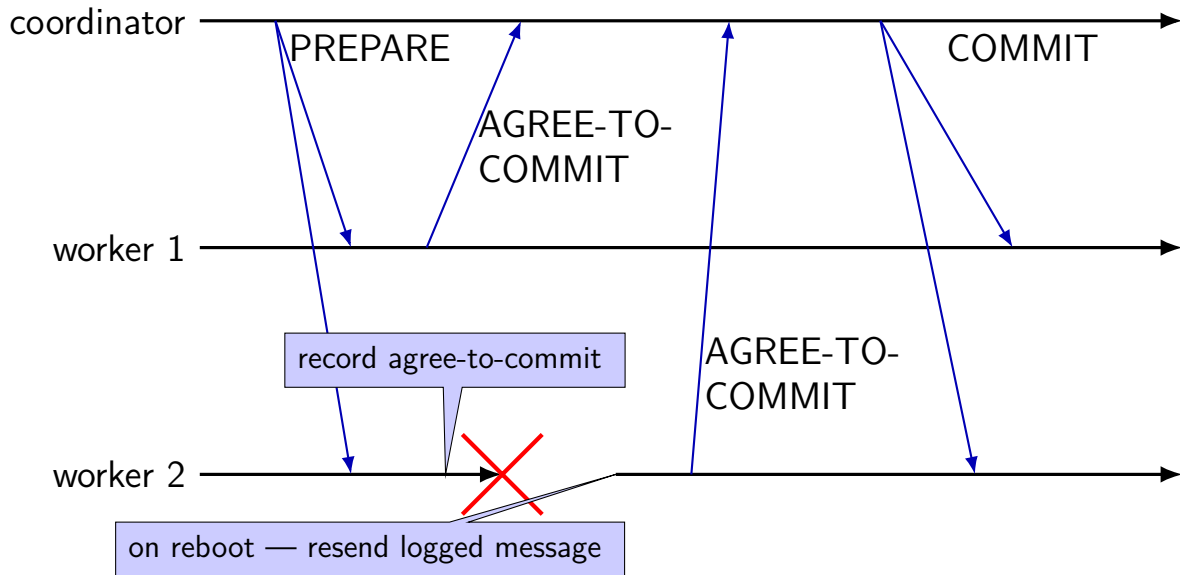 coordinator
PREPARE
COMMIT
AGREE-TO-
COMMIT
worker 1
record agree-to-commit
AGREE-TO-
COMMIT
worker 2
on reboot — resend logged message